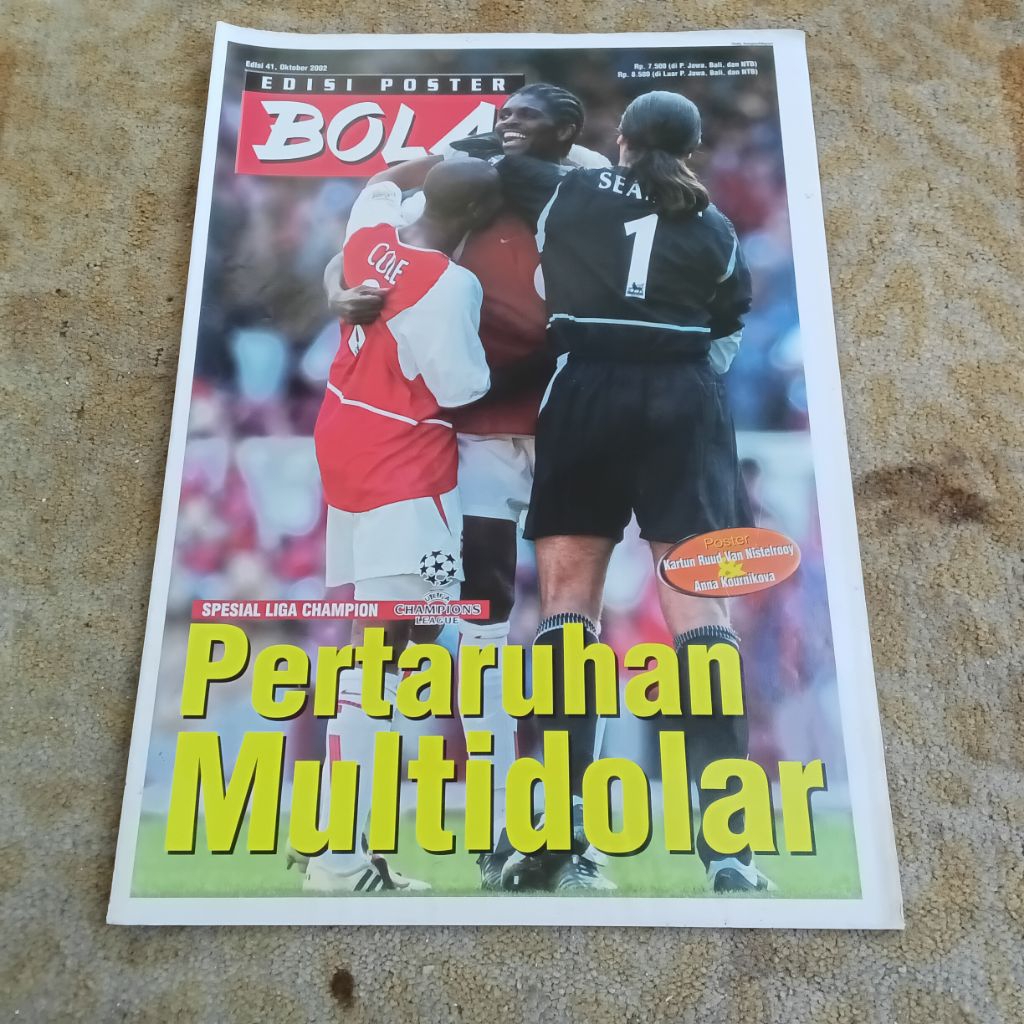 Edisi 41, Oktober 2002
Rp. 7.500 (di P. Jawa, Bali, dan NTB)
Rp. 8.500 (di Luar P. Jawa, Bali, dan NTB)
EDISI POSTER
BOLA
SEA
1
COLE
Poster
Kartun Ruud Van Nistelrooy
&
Anna Kournikova
SPESIAL LIGA CHAMPION
UEFA
CHAMPIONS
LEAGUE
Pertaruhan
Multidolar